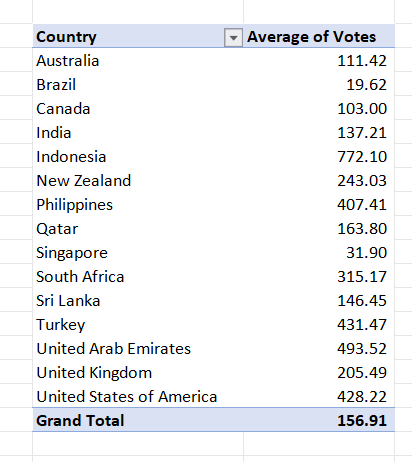 Country Average of Votes
Australia 111.42
Brazil 19.62
Canada 103.00
India 137.21
Indonesia 772.10
New Zealand 243.03
Philippines 407.41
Qatar 163.80
Singapore 31.90
South Africa 315.17
Sri Lanka 146.45
Turkey 431.47
United Arab Emirates 493.52
United Kingdom 205.49
United States of America 428.22
Grand Total 156.91